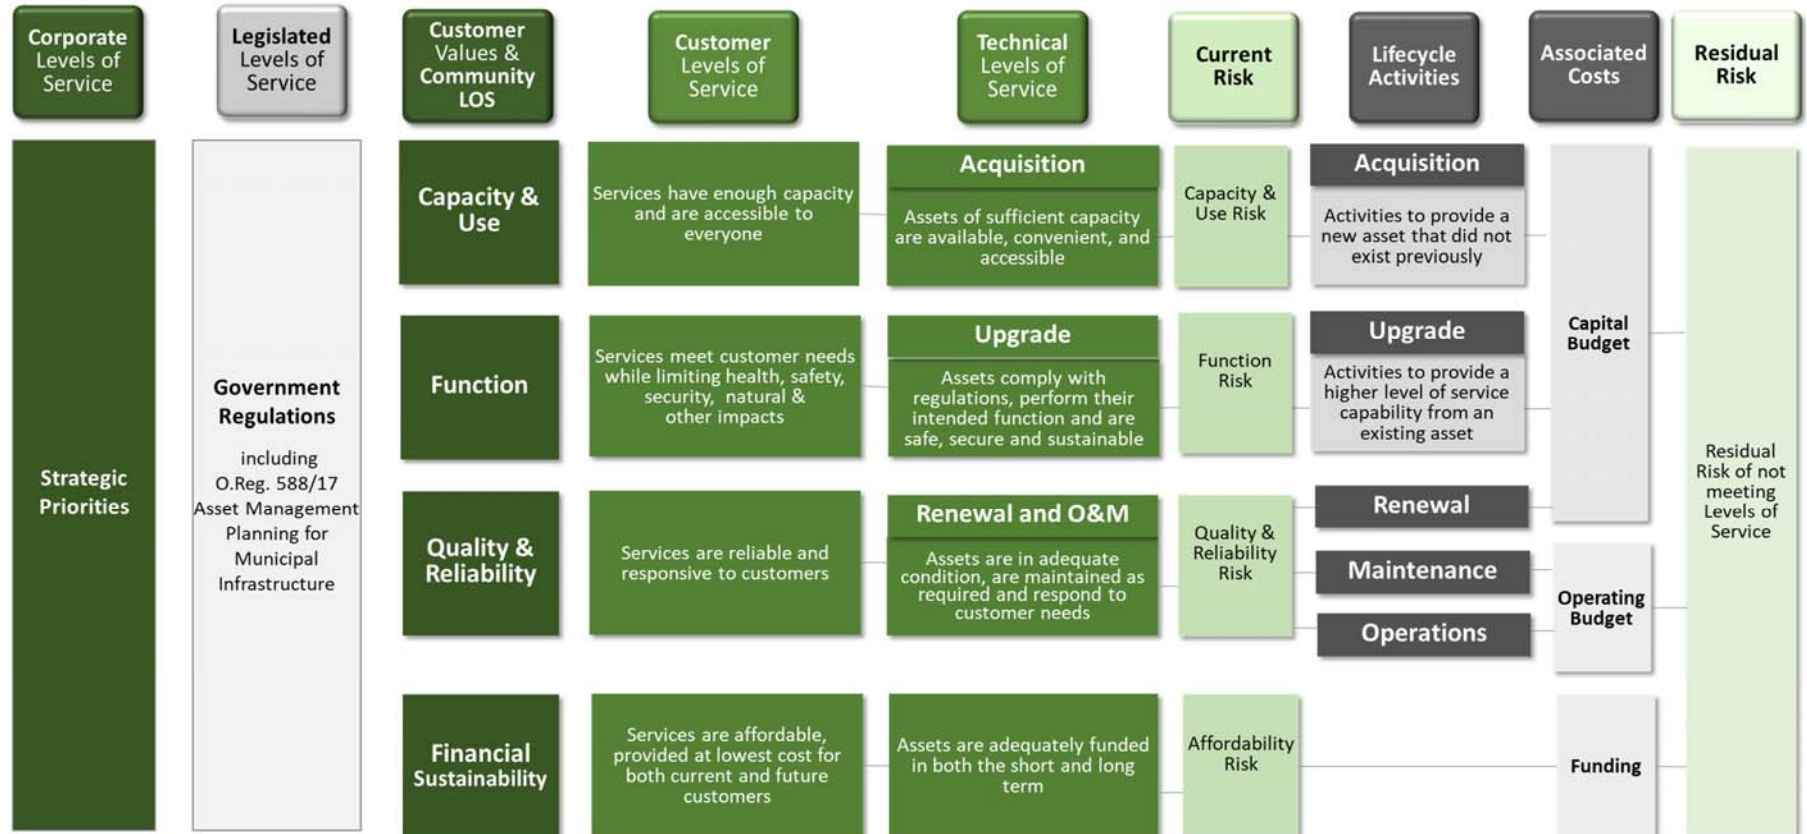 Corporate
Levels of
Service
Legislated
Levels of
Service
Customer
Values &
Community
LOS
Customer
Levels of
Service
Technical
Levels of
Service
Current
Risk
Lifecycle
Activities
Associated
Costs
Residual
Risk
Strategic
Priorities
Government
Regulations
including
O.Reg. 588/17
Asset Management
Planning for
Municipal
Infrastructure
Capacity &
Use
Services have enough capacity
and are accessible to
everyone
Acquisition
Assets of sufficient capacity
are available, convenient, and
accessible
Capacity &
Use Risk
Acquisition
Activities to provide a
new asset that did not
exist previously
Function
Services meet customer needs
while limiting health, safety,
security, natural &
other impacts
Upgrade
Assets comply with
regulations, perform their
intended function and are
safe, secure and sustainable
Function
Risk
Upgrade
Activities to provide a
higher level of service
capability from an
existing asset
Capital
Budget
Quality &
Reliability
Services are reliable and
responsive to customers
Renewal and O&M
Assets are in adequate
condition, are maintained as
required and respond to
customer needs
Quality &
Reliability
Risk
Renewal
Maintenance
Operations
Operating
Budget
Financial
Sustainability
Services are affordable,
provided at lowest cost for
both current and future
customers
Assets are adequately funded
in both the short and long
term
Affordability
Risk
Funding
Residual
Risk of not
meeting
Levels of
Service